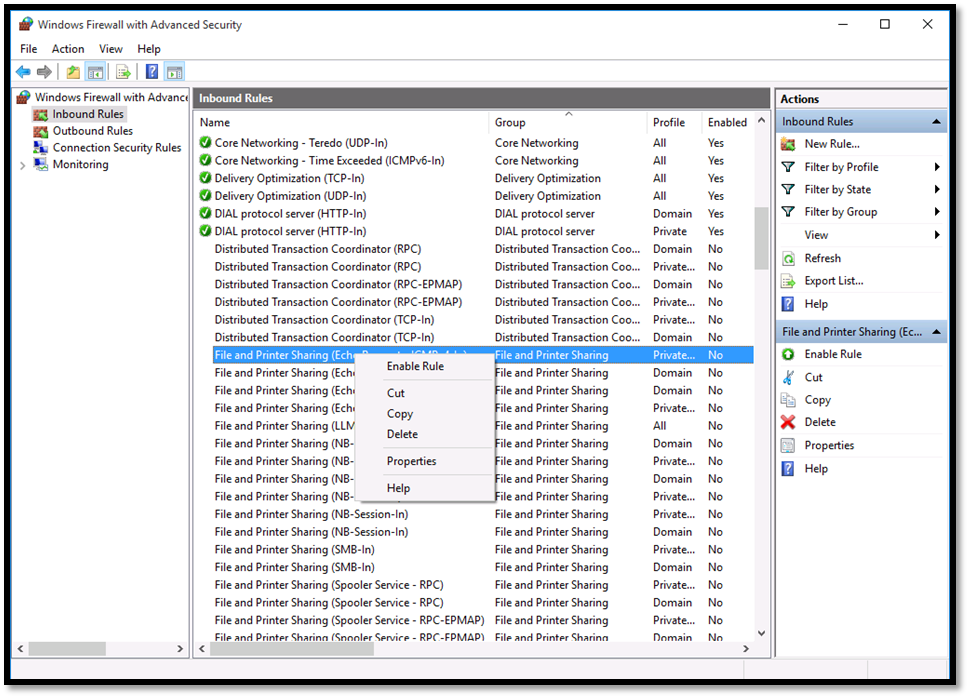 Windows Firewall with Advanced Security
File Action View Help
Windows Firewall with Advance
Inbound Rules
Outbound Rules
Connection Security Rules
Monitoring
Inbound Rules
Name Group Profile Enabled
Core Networking - Teredo (UDP-In) Core Networking All Yes
Core Networking - Time Exceeded (ICMPv6-In) Core Networking All Yes
Delivery Optimization (TCP-In) Delivery Optimization All Yes
Delivery Optimization (UDP-In) Delivery Optimization All Yes
DIAL protocol server (HTTP-In) DIAL protocol server Domain Yes
DIAL protocol server (HTTP-In) DIAL protocol server Private Yes
Distributed Transaction Coordinator (RPC) Distributed Transaction Coo... Domain No
Distributed Transaction Coordinator (RPC) Distributed Transaction Coo... Private... No
Distributed Transaction Coordinator (RPC-EPMAP) Distributed Transaction Coo... Domain No
Distributed Transaction Coordinator (RPC-EPMAP) Distributed Transaction Coo... Private... No
Distributed Transaction Coordinator (TCP-In) Distributed Transaction Coo... Private... No
Distributed Transaction Coordinator (TCP-In) Distributed Transaction Coo... Domain No
File and Printer Sharing (Echo File and Printer Sharing Private... No
File and Printer Sharing (Echo File and Printer Sharing Domain No
File and Printer Sharing (Echo File and Printer Sharing Domain No
File and Printer Sharing (Echo File and Printer Sharing Private... No
File and Printer Sharing (LLM File and Printer Sharing All No
File and Printer Sharing (NB- File and Printer Sharing Domain No
File and Printer Sharing (NB- File and Printer Sharing Private... No
File and Printer Sharing (NB- File and Printer Sharing Domain No
File and Printer Sharing (NB- File and Printer Sharing Private... No
File and Printer Sharing (NB-Session-In) File and Printer Sharing Private... No
File and Printer Sharing (NB-Session-In) File and Printer Sharing Domain No
File and Printer Sharing (SMB-In) File and Printer Sharing Private... No
File and Printer Sharing (SMB-In) File and Printer Sharing Domain No
File and Printer Sharing (Spooler Service - RPC) File and Printer Sharing Private... No
File and Printer Sharing (Spooler Service - RPC) File and Printer Sharing Domain No
File and Printer Sharing (Spooler Service - RPC-EPMAP) File and Printer Sharing Private... No
File and Printer Sharing (Spooler Service - RPC-EPMAP) File and Printer Sharing Domain No
Enable Rule
Cut
Copy
Delete
Properties
Help
Actions
Inbound Rules
New Rule...
Filter by Profile
Filter by State
Filter by Group
View
Refresh
Export List...
Help
File and Printer Sharing (Ec...
Enable Rule
Cut
Copy
Delete
Properties
Help